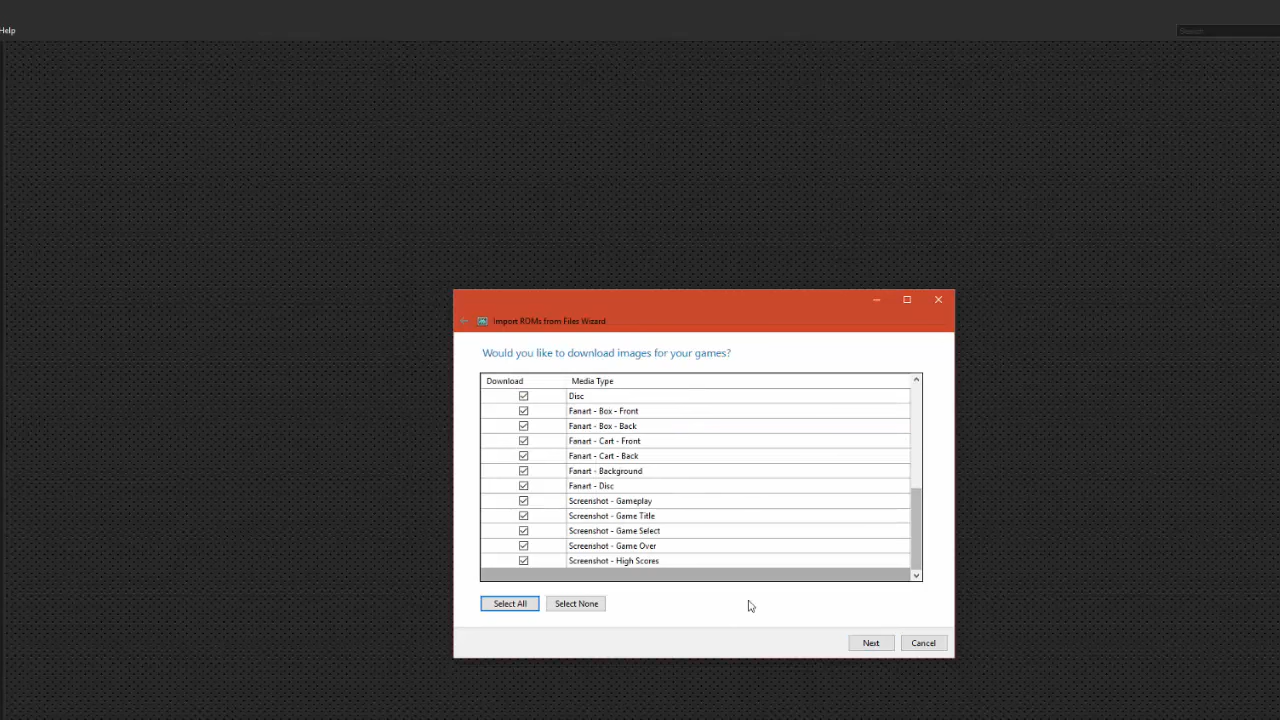 Help
Search
Import ROMs from Files Wizard
Would you like to download images for your games?
Download Media Type
Disc
Fanart - Box - Front
Fanart - Box - Back
Fanart - Cart - Front
Fanart - Cart - Back
Fanart - Background
Fanart - Disc
Screenshot - Gameplay
Screenshot - Game Title
Screenshot - Game Select
Screenshot - Game Over
Screenshot - High Scores
Select All Select None
Next Cancel